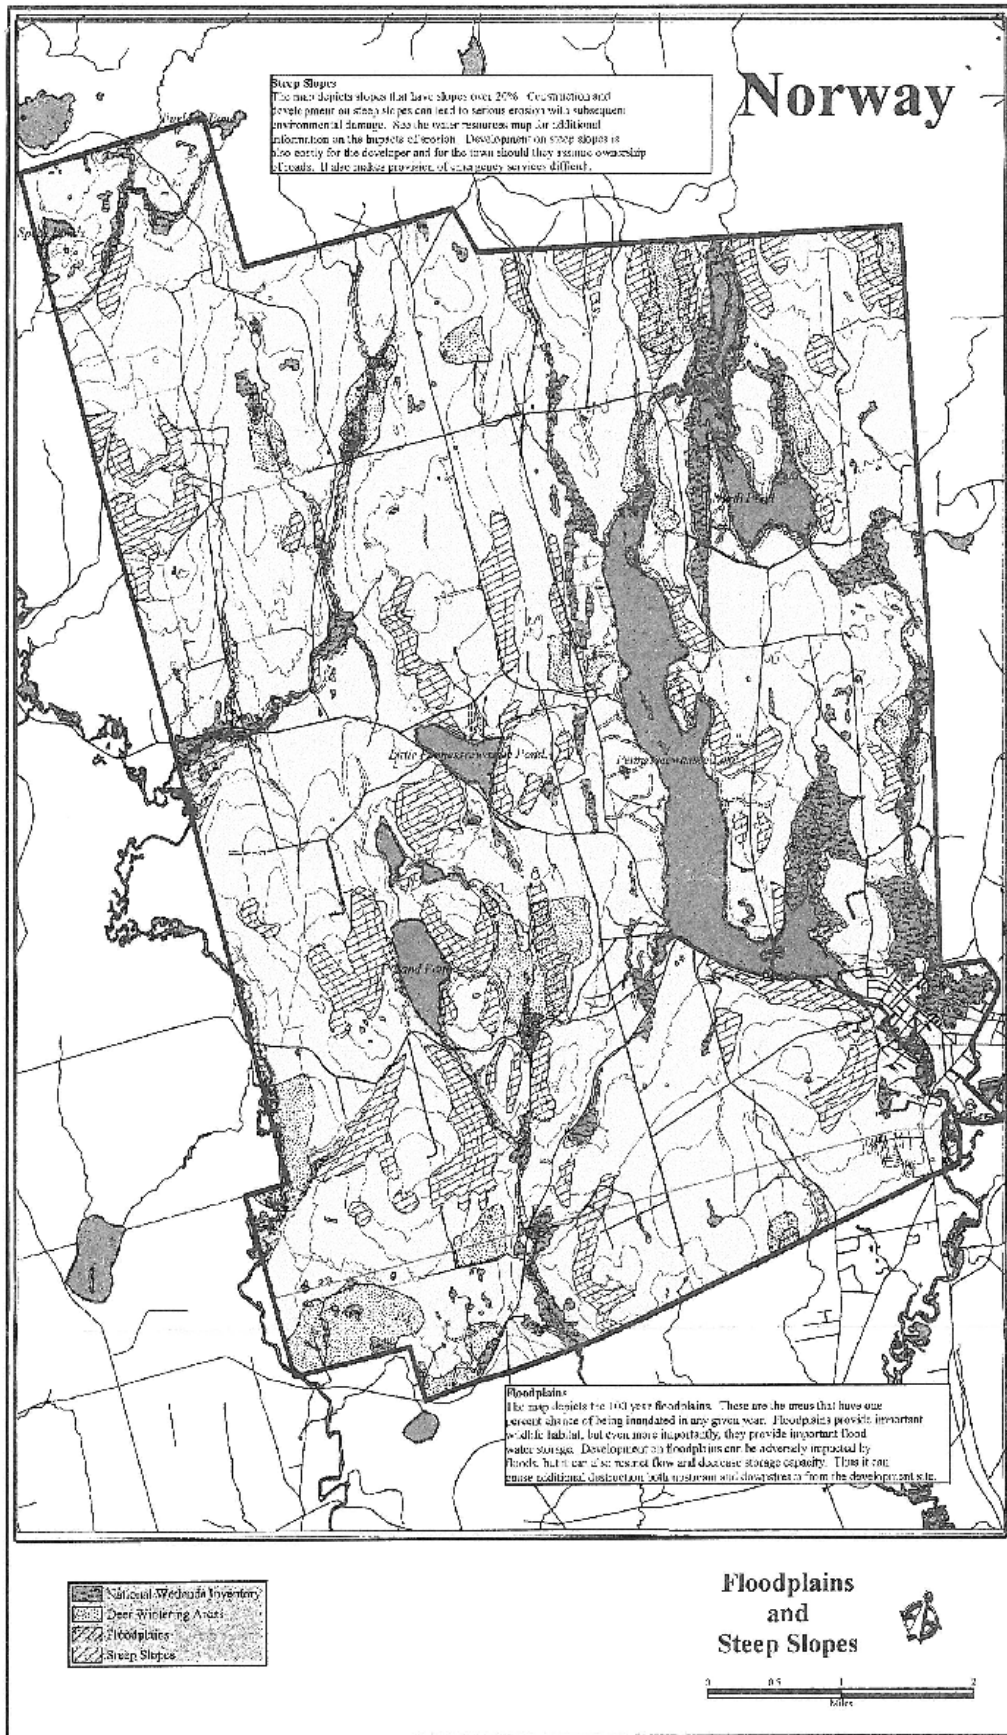 Norway
Steep Slopes
The map depicts slopes that have slopes over 20%. Construction and
development on steep slopes can lead to serious erosion with subsequent
environmental damage. See the water resources map for additional
information on the impacts of erosion. Development on steep slopes is
also costly for the developer and for the town should they assume ownership
of roads. It also makes provision of emergency services difficult.
Pond
North Pond
Little Pennesseewassee Pond
Pennesseewassee
Sand Pond
Floodplains
The map depicts the 100 year floodplains. These are the areas that have one
percent chance of being inundated in any given year. Floodplains provide important
wildlife habitat, but even more importantly, they provide important flood
water storage. Development on floodplains can be adversely impacted by
floods, but it can also restrict flow and decrease storage capacity. Thus it can
cause additional destruction both upstream and downstream from the development site.
National Wetlands Inventory
Deer Wintering Areas
Floodplains
Steep Slopes
Floodplains
and
Steep Slopes
0 0.5 1 2
Miles